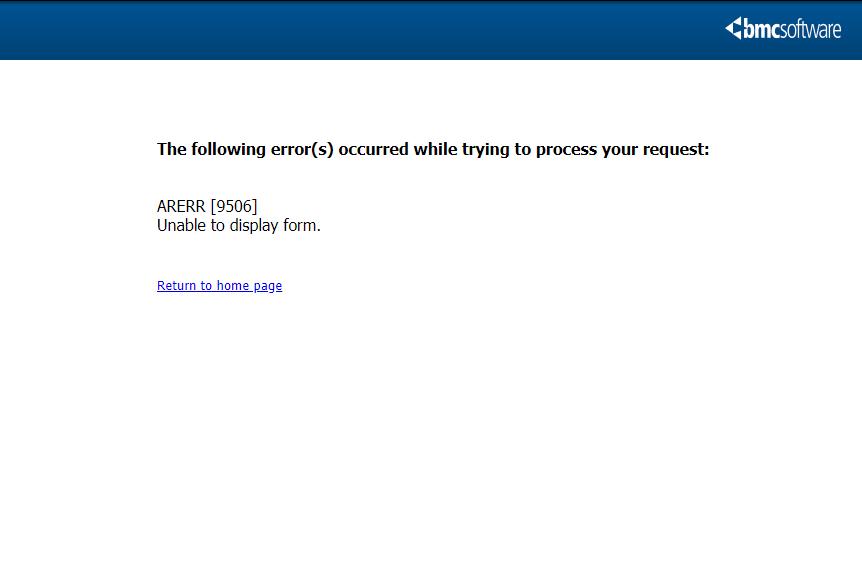 bmcsoftware
The following error(s) occurred while trying to process your request:
ARERR [9506]
Unable to display form.
Return to home page